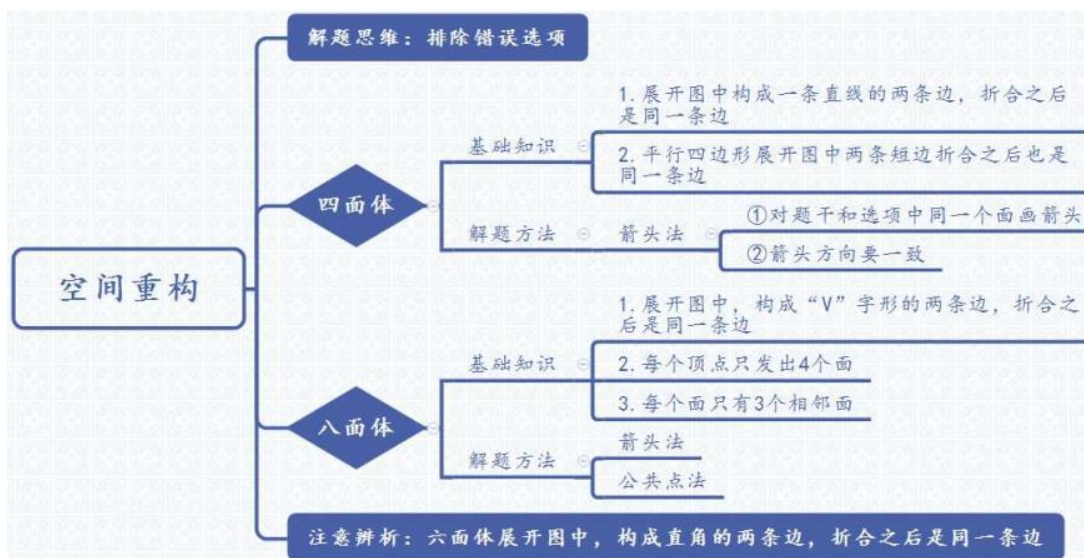 解题思维：排除错误选项
1.展开图中构成一条直线的两条边，折合之后
是同一条边
基础知识
2.平行四边形展开图中两条短边折合之后也是
同一条边
四面体
①对题干和选项中同一个面画箭头
解题方法
箭头法
②箭头方向要一致
空间重构
1.展开图中，构成“V”字形的两条边，折合之
后是同一条边
基础知识
2.每个顶点只发出4个面
3.每个面只有3个相邻面
八面体
箭头法
解题方法
公共点法
注意辨析：六面体展开图中，构成直角的两条边，折合之后是同一条边